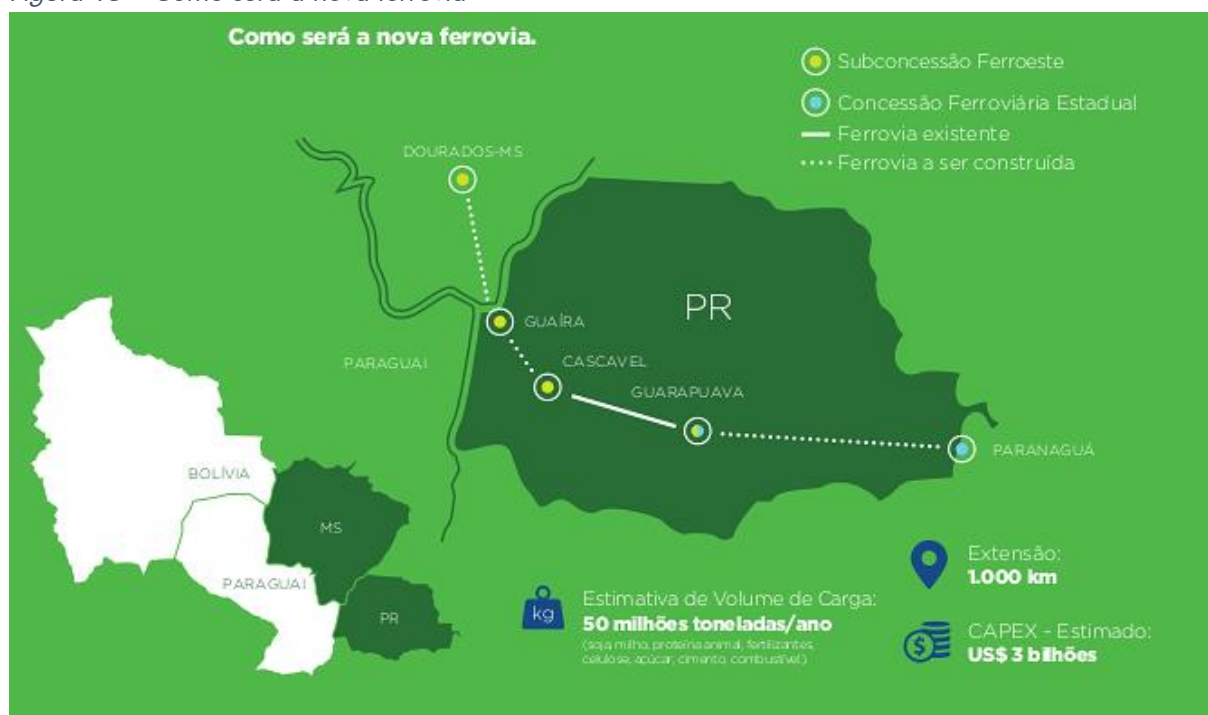 Como será a nova ferrovia.
Subconcessão Ferroeste
Concessão Ferroviária Estadual
Ferrovia existente
Ferrovia a ser construída
DOURADOS-MS
PR
GUAÍRA
PARAGUAI
CASCAVEL
GUARAPUAVA
PARANAGUÁ
BOLÍVIA
MS
PARAGUAI
PR
kg
Estimativa de Volume de Carga:
50 milhões toneladas/ano
(soja, milho, proteína animal, fertilizantes,
celulose, açúcar, cimento, combustível)
Extensão:
1.000 km
$
CAPEX - Estimado:
US$ 3 bilhões